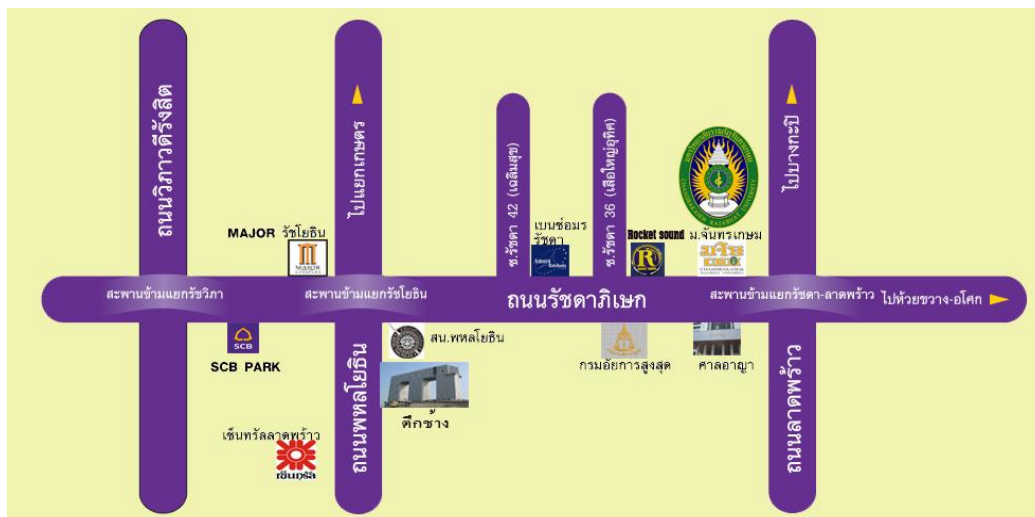 ถนนวิภาวดีรังสิต
ไปแยกเกษตร
ซ.รัชดา 42 (เฉลิมสุข)
ซ.รัชดา 36 (เสือใหญ่อุทิศ)
ไปบางกะปิ
MAJOR รัชโยธิน
MAJOR
เบนซ์อมร
รัชดา
Rocket sound
ม.จันทรเกษม
สะพานข้ามแยกรัชวิภา
สะพานข้ามแยกรัชโยธิน
ถนนรัชดาภิเษก
สะพานข้ามแยกรัชดา-ลาดพร้าว
ไปห้วยขวาง-อโศก
SCB
SCB PARK
สน.พหลโยธิน
กรมอัยการสูงสุด
ศาลอาญา
ตึกช้าง
ถนนพหลโยธิน
ถนนลาดพร้าว
เซ็นทรัลลาดพร้าว
เซ็นทรัล